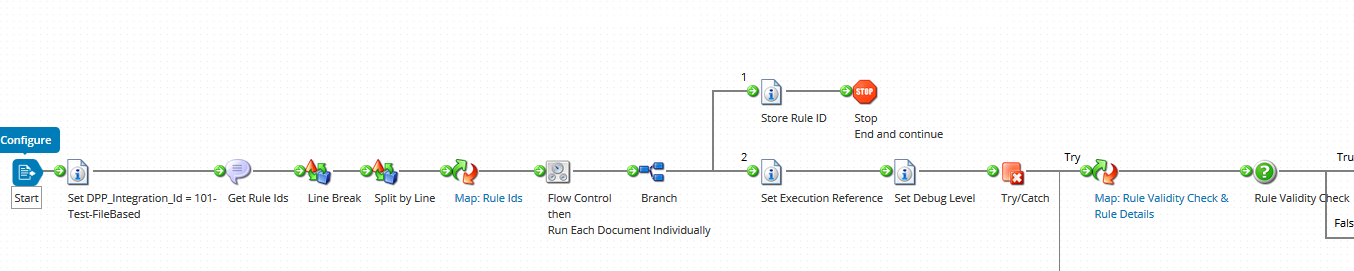 Configure
Start
Set DPP_Integration_Id = 101-
Test-FileBased
Get Rule Ids
Line Break
Split by Line
Map: Rule Ids
Flow Control
then
Run Each Document Individually
Branch
1
Store Rule ID
STOP
Stop
End and continue
2
Set Execution Reference
Set Debug Level
Try/Catch
Try
Map: Rule Validity Check &
Rule Details
Rule Validity Check
Tru
Fals